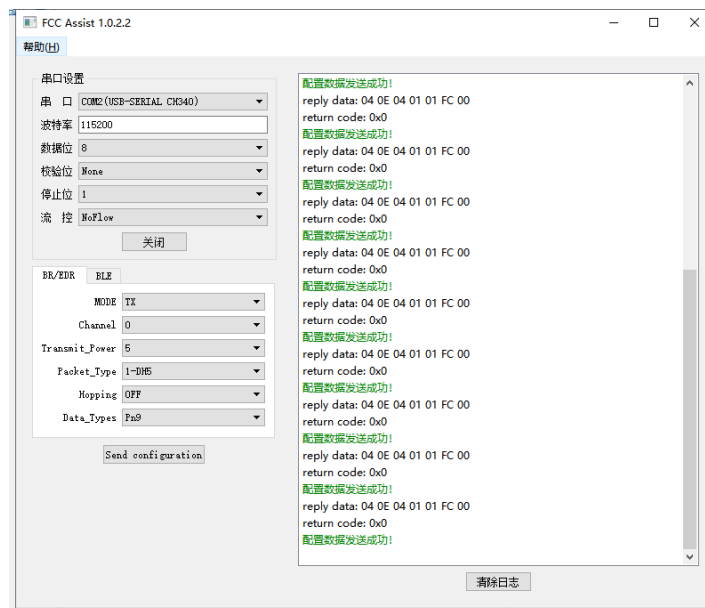 FCC Assist 1.0.2.2
帮助(H)
串口设置
串 口 COM2(USB-SERIAL CH340)
波特率 115200
数据位 8
校验位 None
停止位 1
流 控 NoFlow
关闭
BR/EDR BLE
MODE TX
Channel 0
Transmit_Power 5
Packet_Type 1-DH5
Hopping OFF
Data_Types Pn9
Send configuration
配置数据发送成功!
reply data: 04 0E 04 01 01 FC 00
return code: 0x0
配置数据发送成功!
reply data: 04 0E 04 01 01 FC 00
return code: 0x0
配置数据发送成功!
reply data: 04 0E 04 01 01 FC 00
return code: 0x0
配置数据发送成功!
reply data: 04 0E 04 01 01 FC 00
return code: 0x0
配置数据发送成功!
reply data: 04 0E 04 01 01 FC 00
return code: 0x0
配置数据发送成功!
reply data: 04 0E 04 01 01 FC 00
return code: 0x0
配置数据发送成功!
reply data: 04 0E 04 01 01 FC 00
return code: 0x0
配置数据发送成功!
reply data: 04 0E 04 01 01 FC 00
return code: 0x0
配置数据发送成功!
reply data: 04 0E 04 01 01 FC 00
return code: 0x0
配置数据发送成功!
清除日志